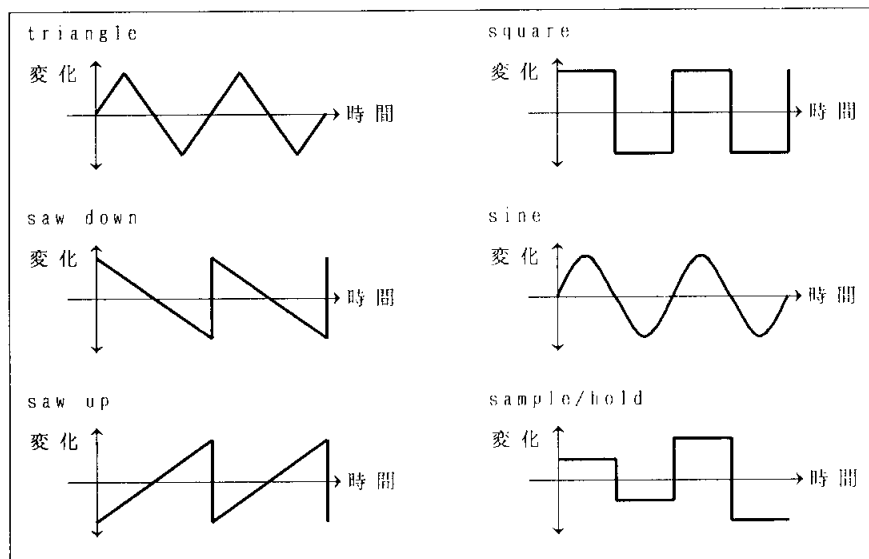 triangle
変化
時間
square
変化
時間
saw down
変化
時間
sine
変化
時間
saw up
変化
時間
sample/hold
変化
時間